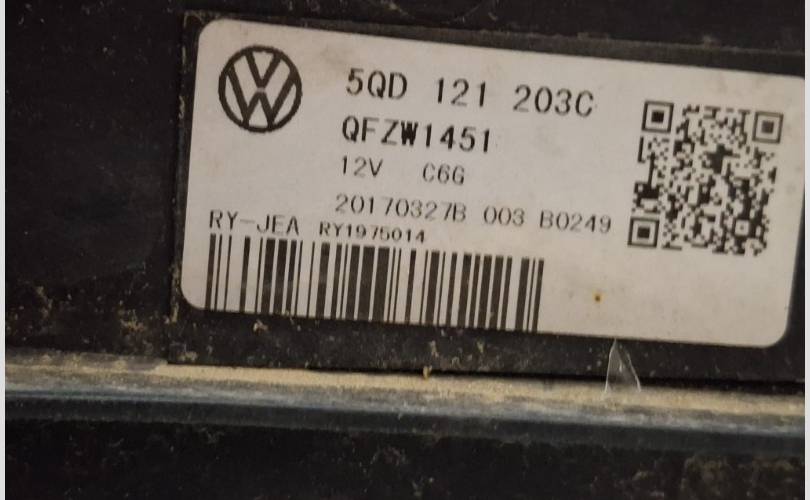 5QD 121 203C
QFZW1451
12V C6G
20170327B 003 B0249
RY-JEA RY1975014